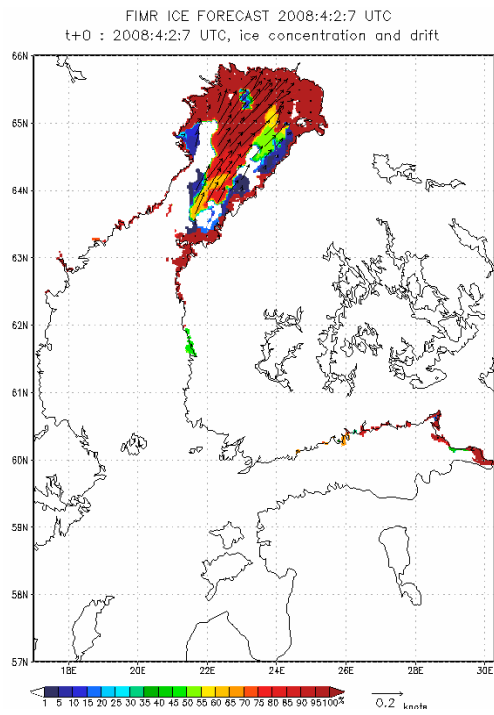 FIMR ICE FORECAST 2008:4:2:7 UTC
t+0 : 2008:4:2:7 UTC, ice concentration and drift
66N
65N
64N
63N
62N
61N
60N
59N
58N
57N
18E 20E 22E 24E 26E 28E 30E
1 5 10 15 20 25 30 35 40 45 50 55 60 65 70 75 80 85 90 95 100%
0.2 knots